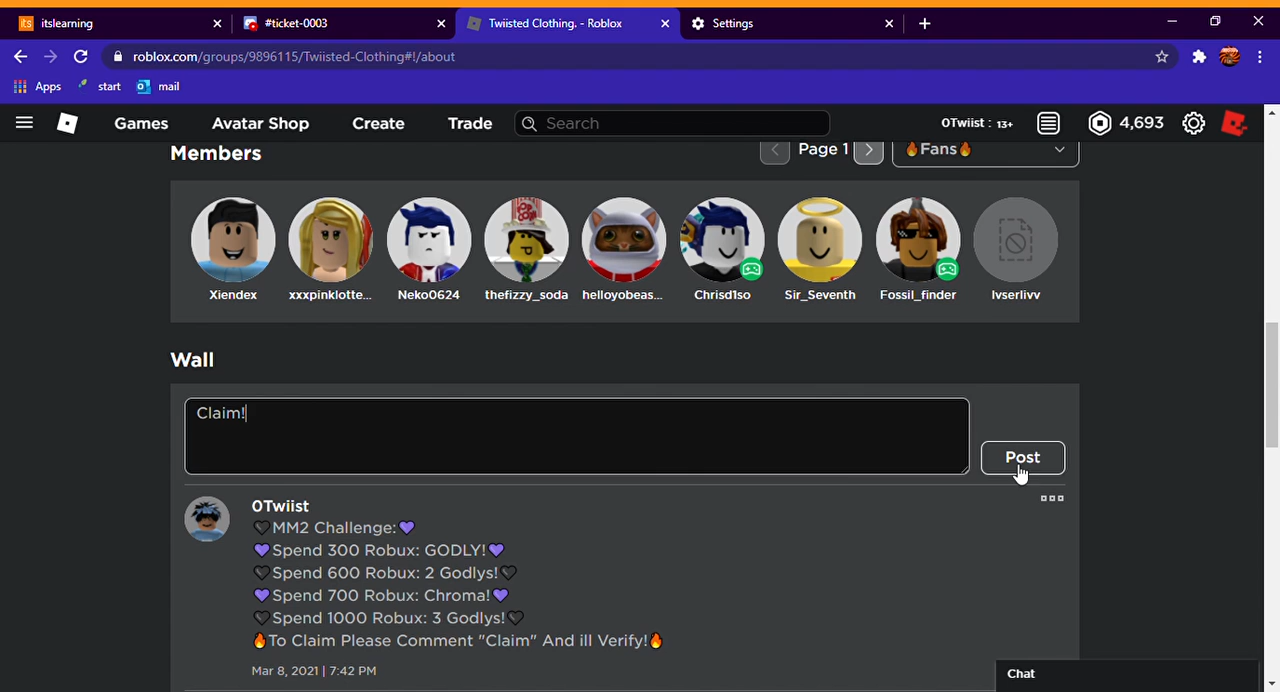 its itslearning
#ticket-0003
Twiisted Clothing. - Roblox
Settings
roblox.com/groups/9896115/Twiisted-Clothing#!/about
Apps start mail
Games Avatar Shop Create Trade Search 0Twiist : 13+ 4,693
Members Page 1 🔥Fans🔥
Xiendex xxxpinklotte... Neko0624 thefizzy_soda helloyobeas... Chrisd1so Sir_Seventh Fossil_finder lvserlivv
Wall
Claim!
Post
0Twiist
🖤MM2 Challenge:💜
💜Spend 300 Robux: GODLY!💜
🖤Spend 600 Robux: 2 Godlys!🖤
💜Spend 700 Robux: Chroma!💜
🖤Spend 1000 Robux: 3 Godlys!🖤
🔥To Claim Please Comment "Claim" And ill Verify!🔥
Mar 8, 2021 | 7:42 PM
Chat